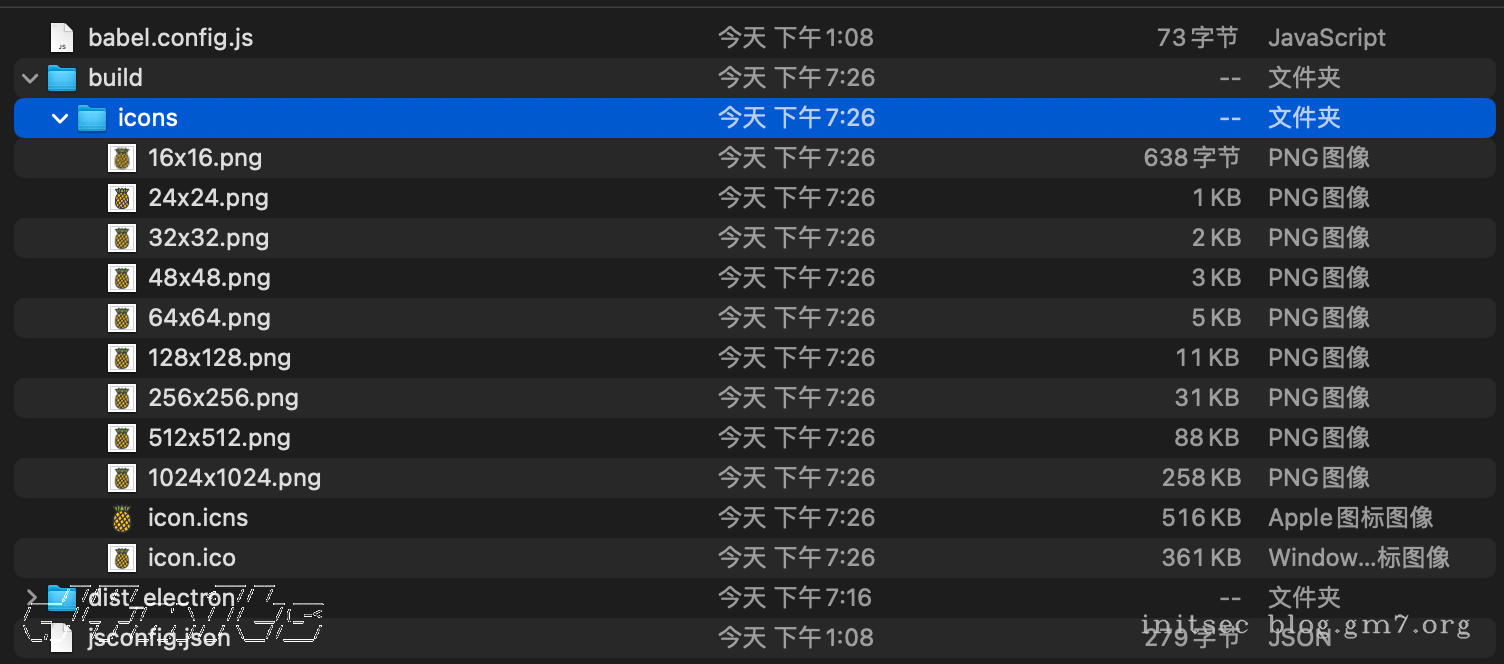 babel.config.js 今天 下午1:08 73 字节 JavaScript
build 今天 下午7:26 -- 文件夹
icons 今天 下午7:26 -- 文件夹
16x16.png 今天 下午7:26 638 字节 PNG图像
24x24.png 今天 下午7:26 1 KB PNG图像
32x32.png 今天 下午7:26 2 KB PNG图像
48x48.png 今天 下午7:26 3 KB PNG图像
64x64.png 今天 下午7:26 5 KB PNG图像
128x128.png 今天 下午7:26 11 KB PNG图像
256x256.png 今天 下午7:26 31 KB PNG图像
512x512.png 今天 下午7:26 88 KB PNG图像
1024x1024.png 今天 下午7:26 258 KB PNG图像
icon.icns 今天 下午7:26 516 KB Apple图标图像
icon.ico 今天 下午7:26 361 KB Window...标图像
dist_electron 今天 下午7:16 -- 文件夹
jsconfig.json 今天 下午1:08 279 字节 JSON
initsec blog.gm7.org